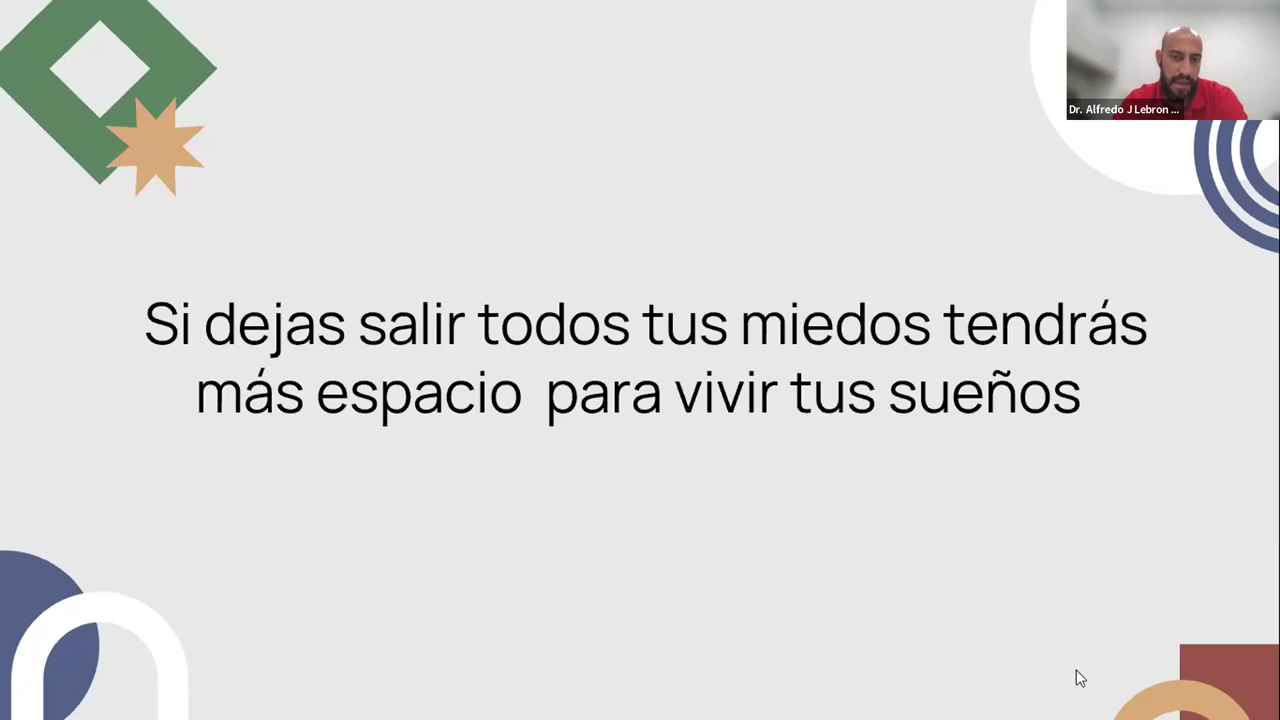 Dr. Alfredo J Lebron ...
Si dejas salir todos tus miedos tendrás
más espacio  para vivir tus sueños